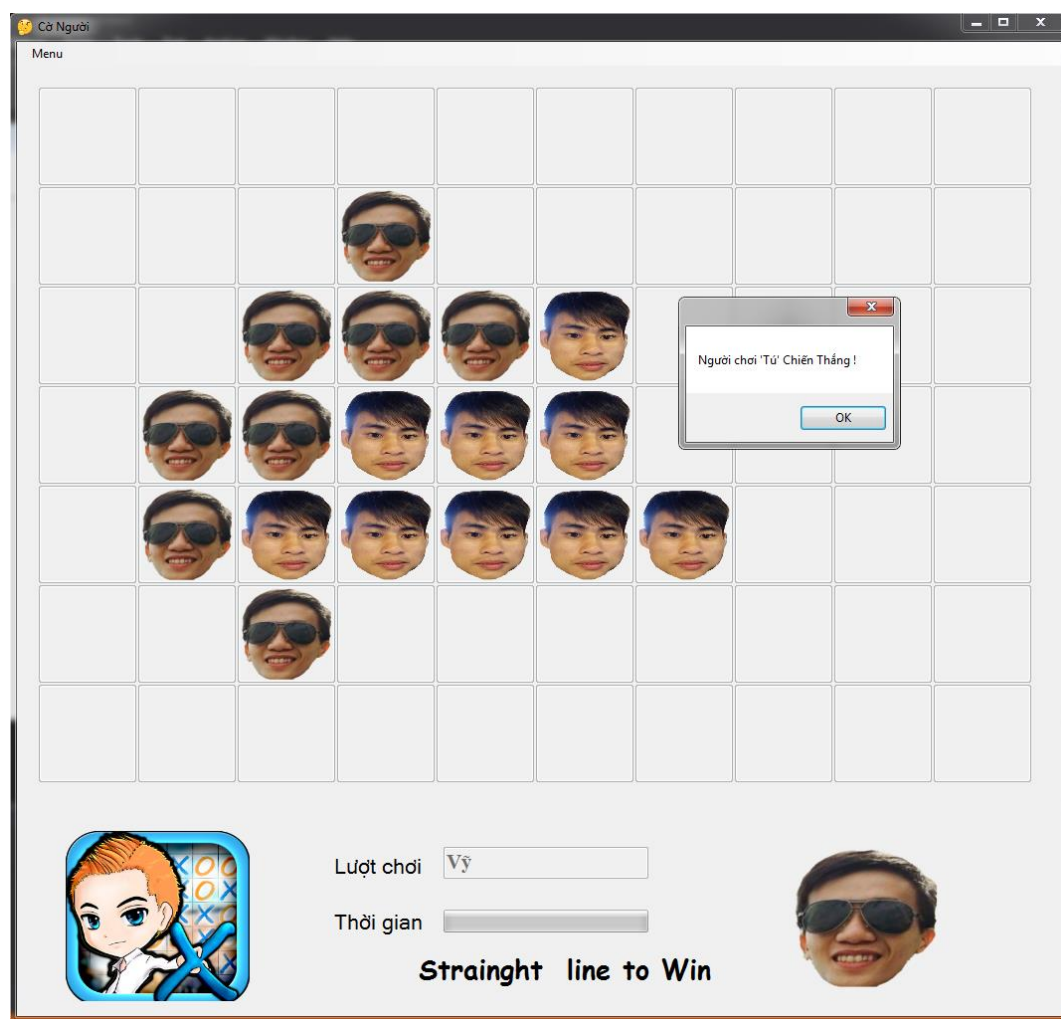 Cờ Người
Menu
Người chơi 'Tú' Chiến Thắng !
OK
Lượt chơi
Vỹ
Thời gian
Strainght line to Win